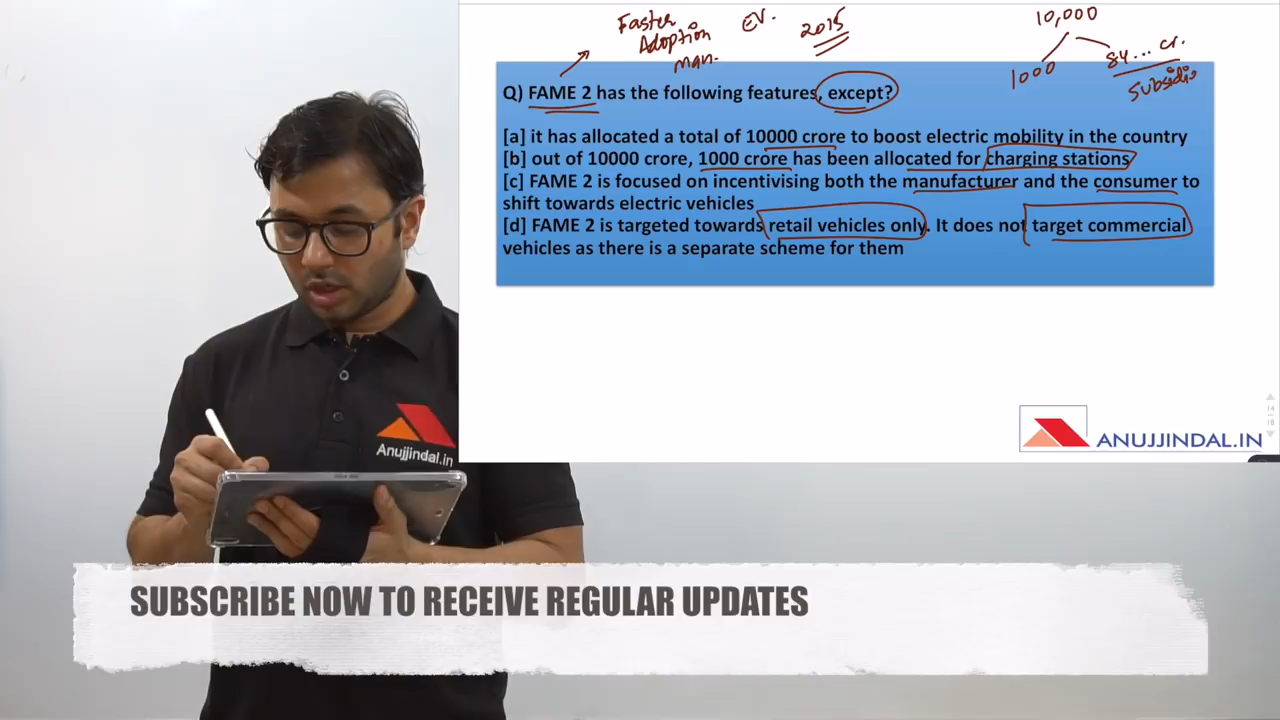 Faster
Adoption
man.
EV.
2015
10,000
1000
84... cr.
Subsidie
Q) FAME 2 has the following features, except?
[a] it has allocated a total of 10000 crore to boost electric mobility in the country
[b] out of 10000 crore, 1000 crore has been allocated for charging stations
[c] FAME 2 is focused on incentivising both the manufacturer and the consumer to
shift towards electric vehicles
[d] FAME 2 is targeted towards retail vehicles only. It does not target commercial
vehicles as there is a separate scheme for them
14
18
ANUJJINDAL.IN
Anujjindal.in
SUBSCRIBE NOW TO RECEIVE REGULAR UPDATES